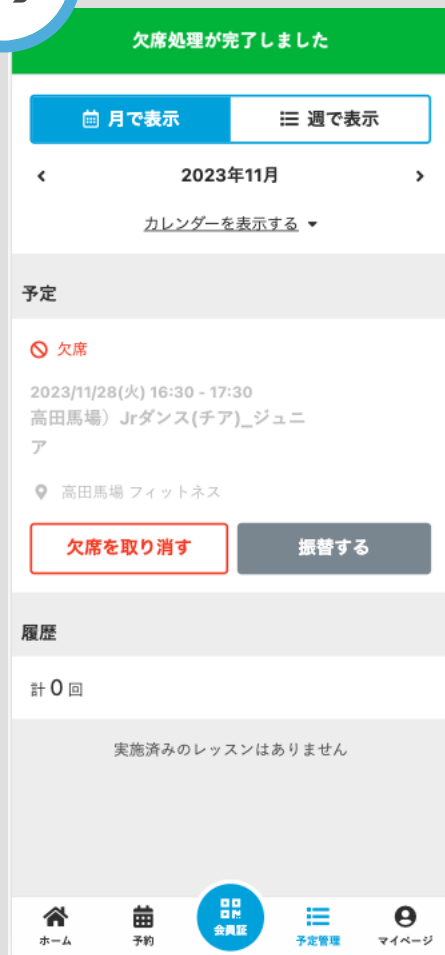 欠席処理が完了しました
月で表示
週で表示
2023年11月
カレンダーを表示する
予定
欠席
2023/11/28(火) 16:30 - 17:30
高田馬場）Jrダンス(チア)_ジュニ
ア
高田馬場 フィットネス
欠席を取り消す
振替する
履歴
計0回
実施済みのレッスンはありません
ホーム
予約
会員証
予定管理
マイページ